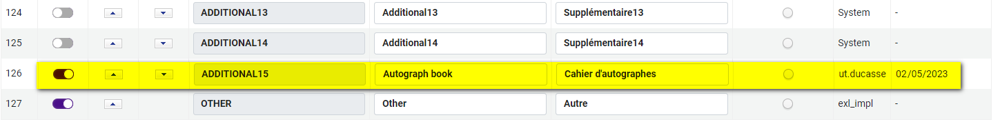 124 ADDITIONAL13 Additional13 Supplémentaire13 System -
125 ADDITIONAL14 Additional14 Supplémentaire14 System -
126 ADDITIONAL15 Autograph book Cahier d'autographes ut.ducasse 02/05/2023
127 OTHER Other Autre exl_impl -